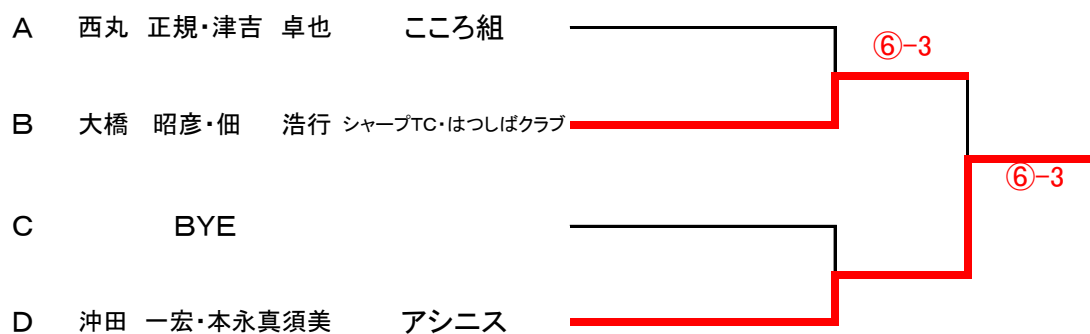 A 西丸 正規・津吉 卓也 こころ組
⑥-3
B 大橋 昭彦・佃 浩行 シャープTC・はつしばクラブ
⑥-3
C BYE
D 沖田 一宏・本永真須美 アシニス